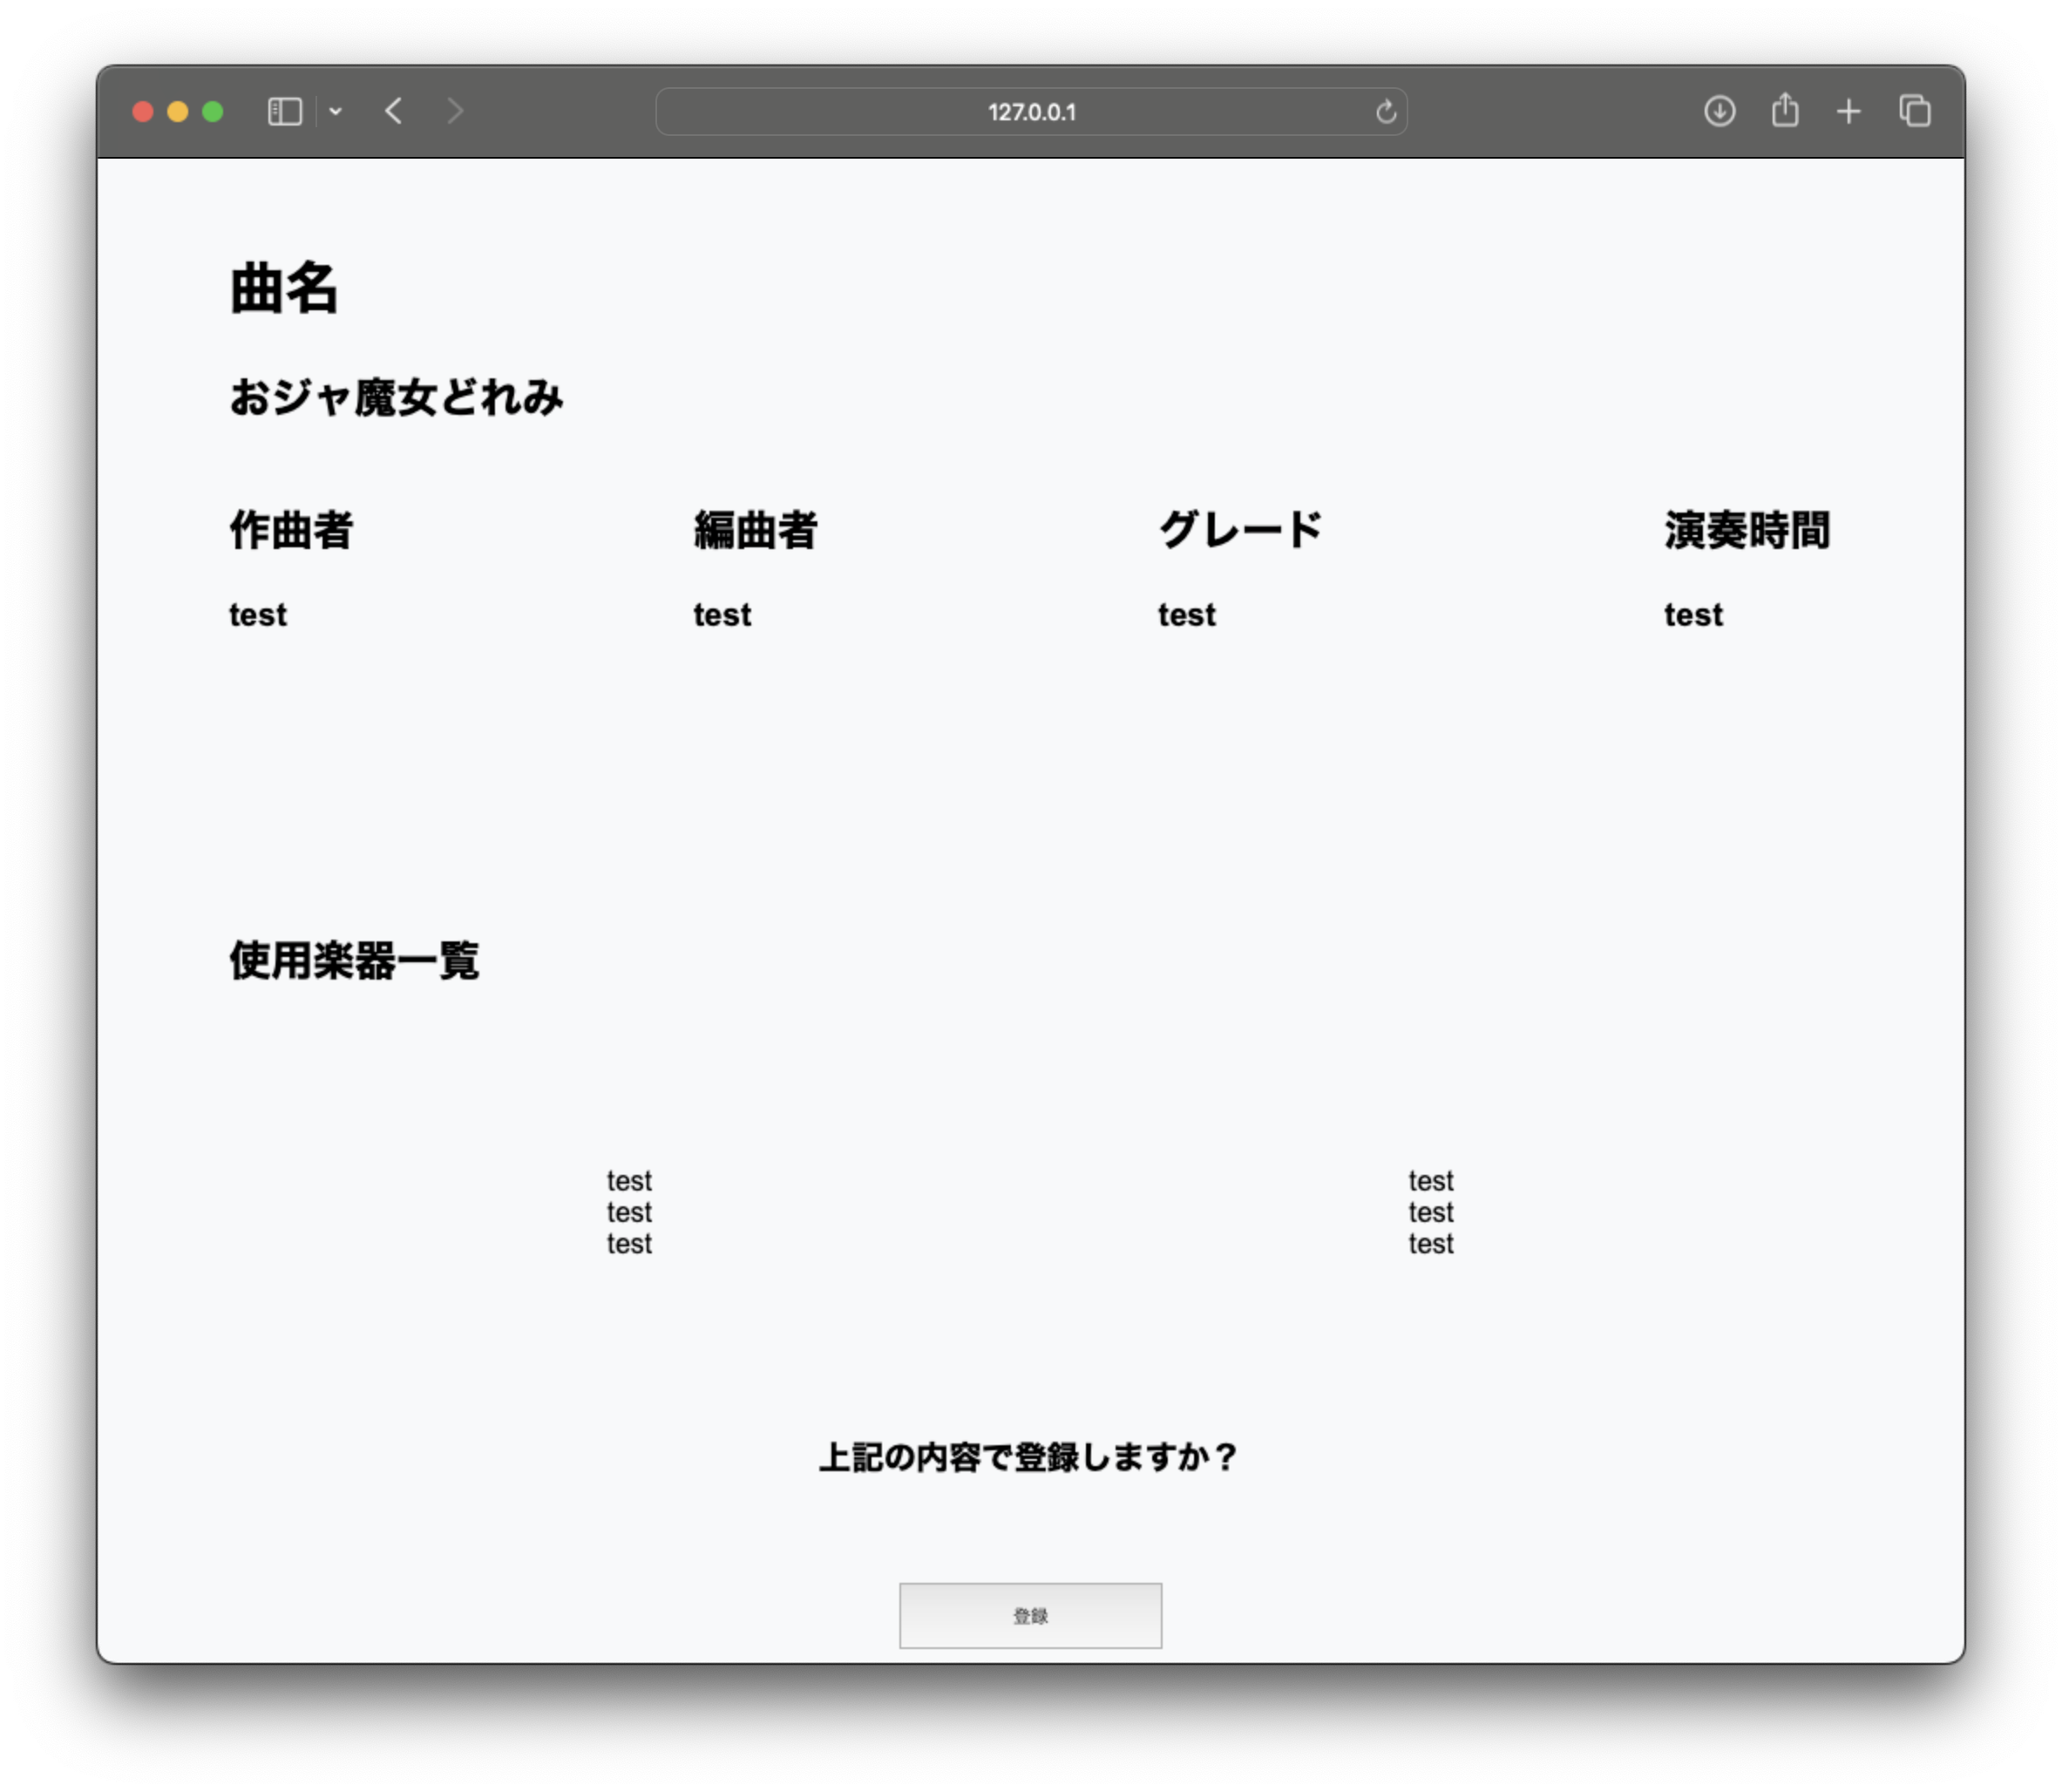 127.0.0.1
曲名
おジャ魔女どれみ
作曲者 編曲者 グレード 演奏時間
test test test test
使用楽器一覧
test test
test test
test test
上記の内容で登録しますか？
登録